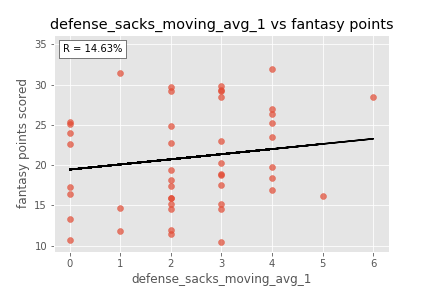 defense_sacks_moving_avg_1 vs fantasy points
R = 14.63%
35
30
25
20
15
10
fantasy points scored
0 1 2 3 4 5 6
defense_sacks_moving_avg_1